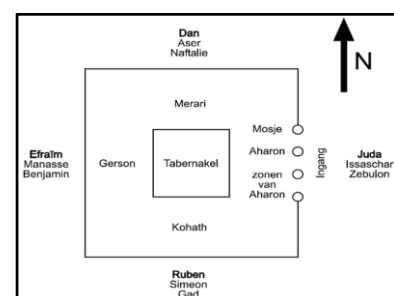 Dan
Aser
Naftalie
N
Merari
Mosje
Aharon
zonen
van
Aharon
Ingang
Efraïm
Manasse
Benjamin
Gerson
Tabernakel
Juda
Issaschar
Zebulon
Kohath
Ruben
Simeon
Gad